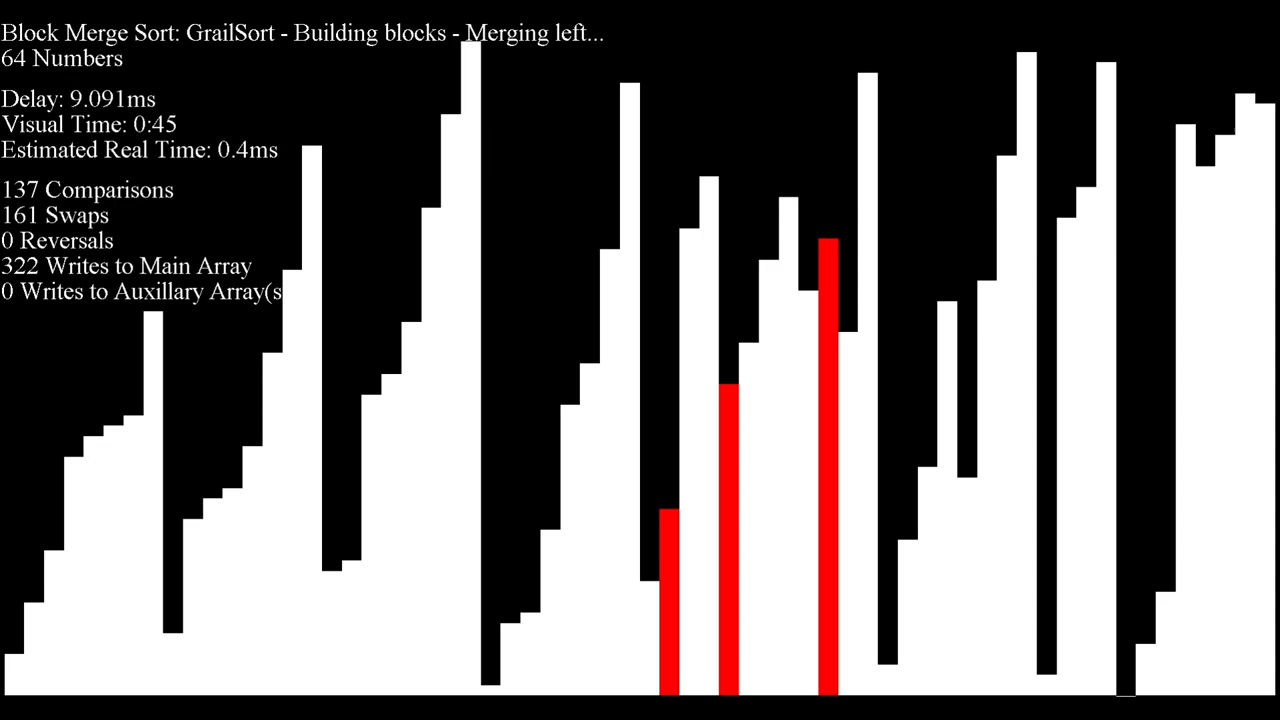 Block Merge Sort: GrailSort - Building blocks - Merging left...
64 Numbers
Delay: 9.091ms
Visual Time: 0:45
Estimated Real Time: 0.4ms
137 Comparisons
161 Swaps
0 Reversals
322 Writes to Main Array
0 Writes to Auxillary Array(s